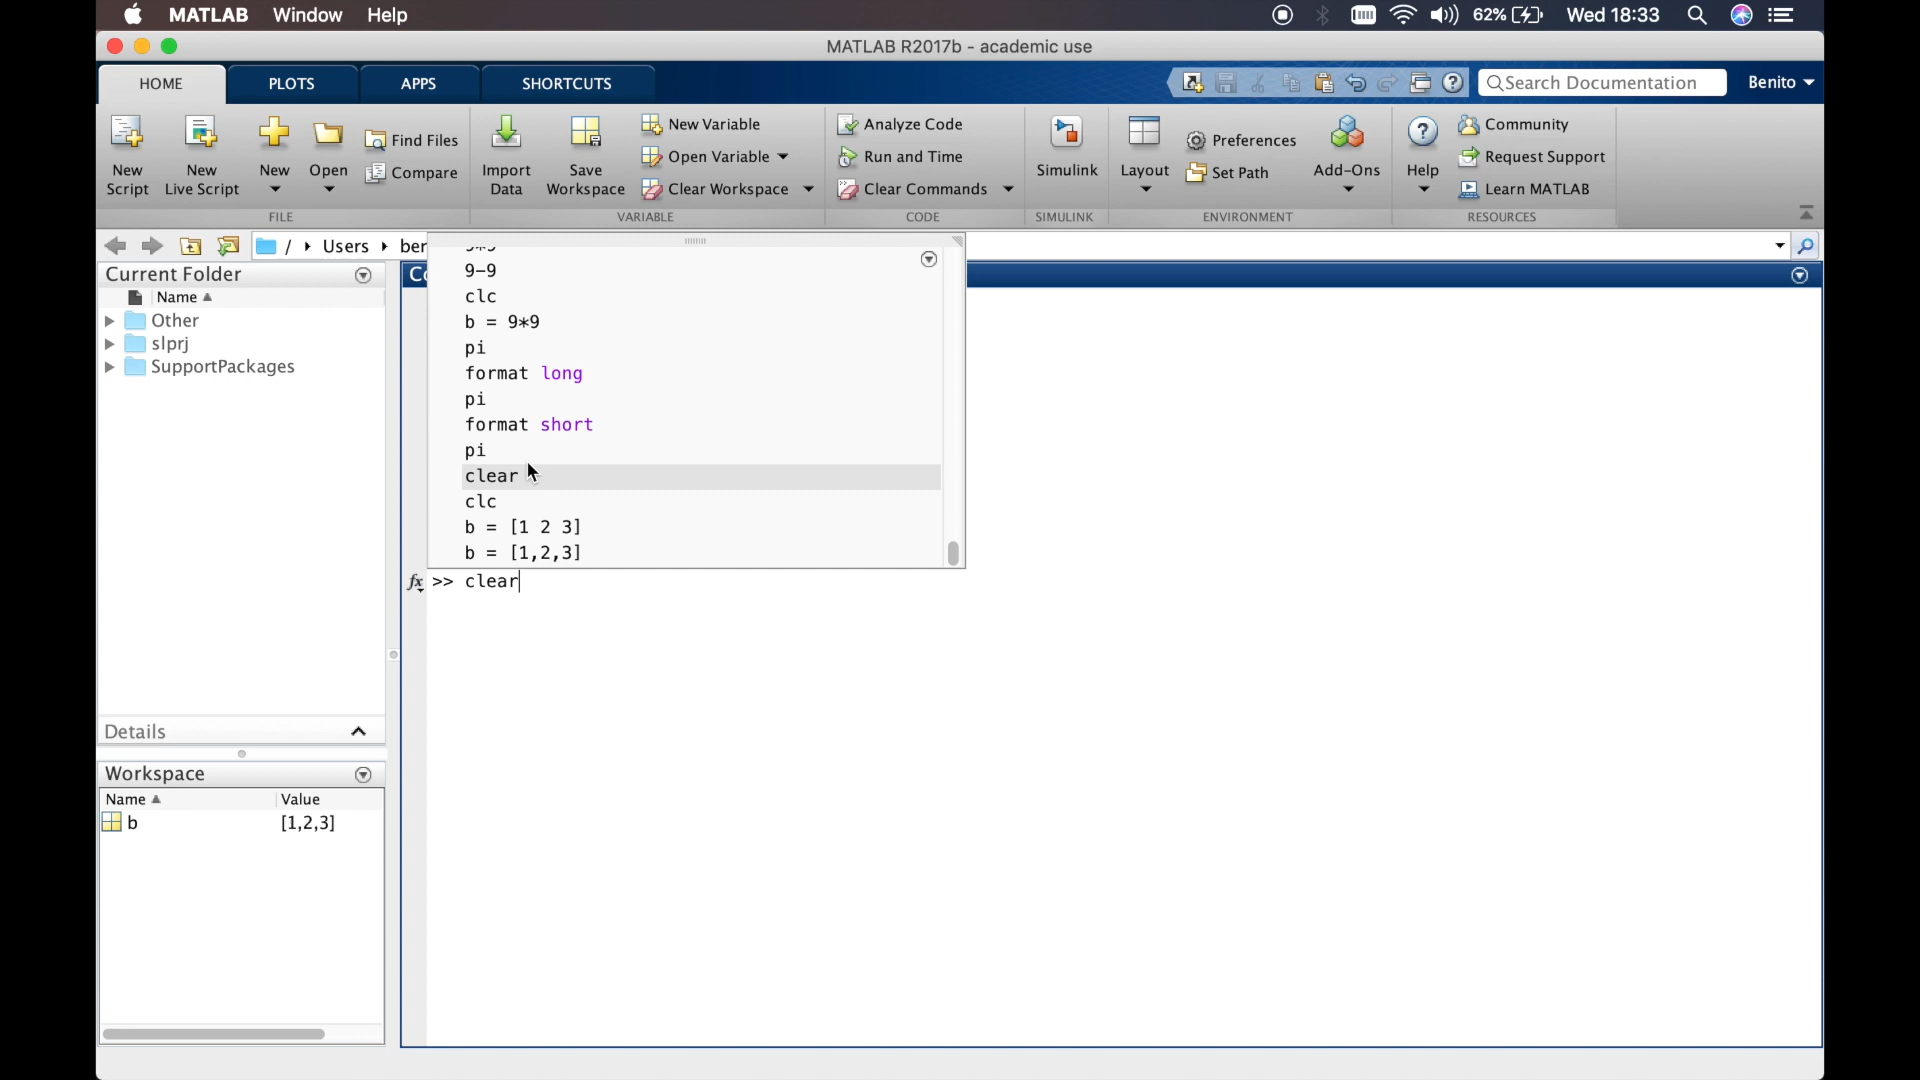 MATLAB Window Help 62% Wed 18:33
MATLAB R2017b - academic use
HOME PLOTS APPS SHORTCUTS Search Documentation Benito
New Script
New Live Script
New
Open
Find Files
Compare
FILE
Import Data
Save Workspace
New Variable
Open Variable
Clear Workspace
VARIABLE
Analyze Code
Run and Time
Clear Commands
CODE
Simulink
SIMULINK
Layout
Preferences
Set Path
Add-Ons
ENVIRONMENT
Help
Community
Request Support
Learn MATLAB
RESOURCES
/ Users ber
Current Folder
Name
Other
slprj
SupportPackages
Details
Workspace
Name Value
b [1,2,3]
Co
9-9
clc
b = 9*9
pi
format long
pi
format short
pi
clear
clc
b = [1 2 3]
b = [1,2,3]
fx >> clear